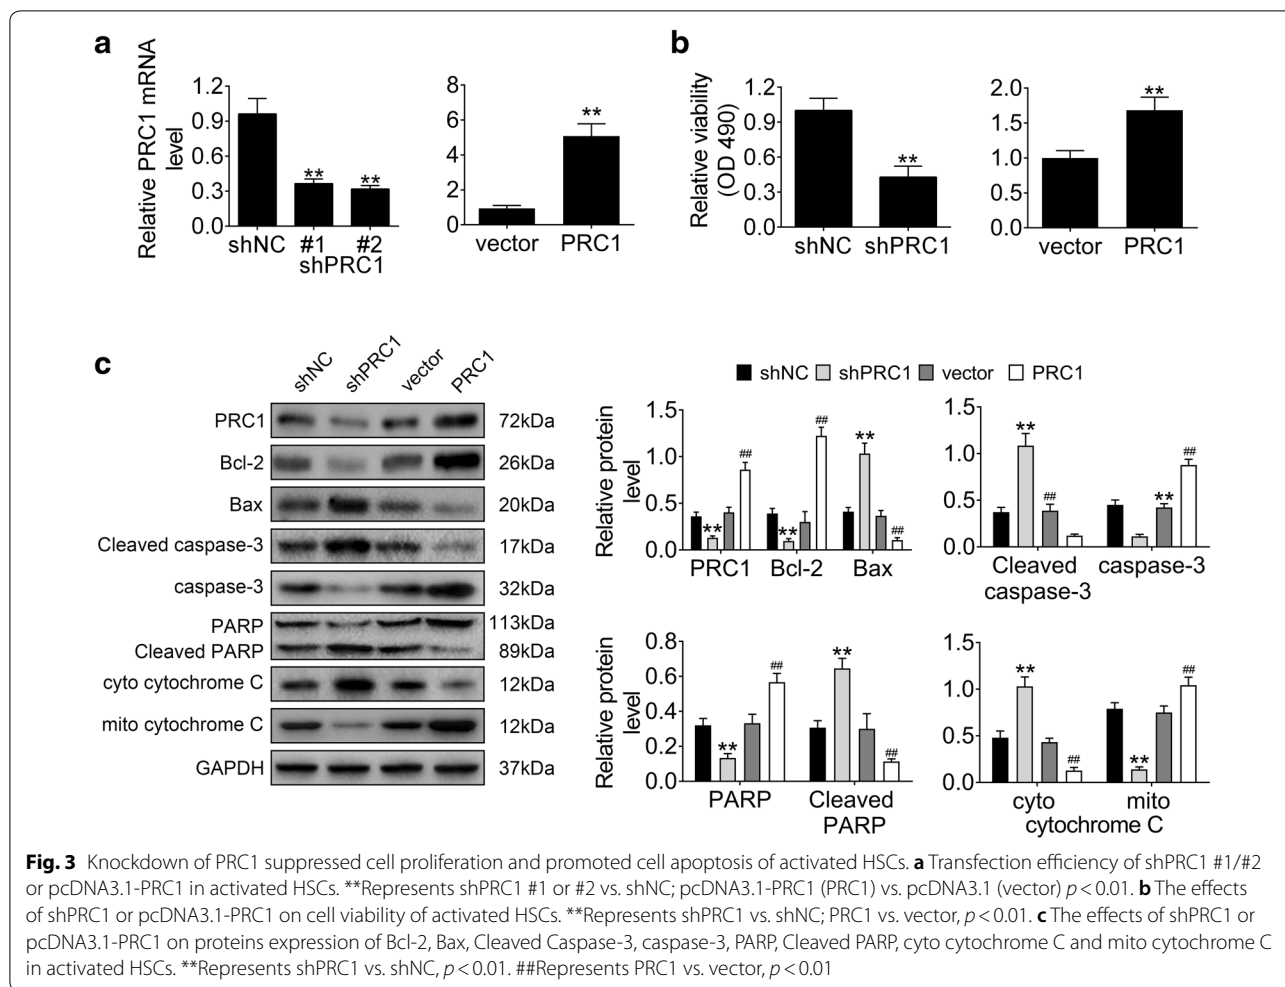 a
Relative PRC1 mRNA
level
1.2
0.9
0.6
0.3
0.0
**
**
shNC
#1
#2
shPRC1
8
6
4
2
0
**
vector
PRC1
b
Relative viability
(OD 490)
1.2
0.9
0.6
0.3
0.0
**
shNC
shPRC1
2.0
1.5
1.0
0.5
0.0
**
vector
PRC1
c
shNC
shPRC1
vector
PRC1
PRC1
72kDa
Bcl-2
26kDa
Bax
20kDa
Cleaved caspase-3
17kDa
caspase-3
32kDa
PARP
113kDa
Cleaved PARP
89kDa
cyto cytochrome C
12kDa
mito cytochrome C
12kDa
GAPDH
37kDa
shNC
shPRC1
vector
PRC1
Relative protein
level
1.5
1.0
0.5
0.0
**
##
**
##
**
##
PRC1
Bcl-2
Bax
1.5
1.0
0.5
0.0
**
##
**
##
Cleaved
caspase-3
caspase-3
Relative protein
level
0.8
0.6
0.4
0.2
0.0
**
##
**
##
PARP
Cleaved
PARP
1.5
1.0
0.5
0.0
**
##
**
##
cyto
mito
cytochrome C
Fig. 3 Knockdown of PRC1 suppressed cell proliferation and promoted cell apoptosis of activated HSCs. a Transfection efficiency of shPRC1 #1/#2
or pcDNA3.1-PRC1 in activated HSCs. **Represents shPRC1 #1 or #2 vs. shNC; pcDNA3.1-PRC1 (PRC1) vs. pcDNA3.1 (vector) p < 0.01. b The effects
of shPRC1 or pcDNA3.1-PRC1 on cell viability of activated HSCs. **Represents shPRC1 vs. shNC; PRC1 vs. vector, p < 0.01. c The effects of shPRC1 or
pcDNA3.1-PRC1 on proteins expression of Bcl-2, Bax, Cleaved Caspase-3, caspase-3, PARP, Cleaved PARP, cyto cytochrome C and mito cytochrome C
in activated HSCs. **Represents shPRC1 vs. shNC, p < 0.01. ##Represents PRC1 vs. vector, p < 0.01